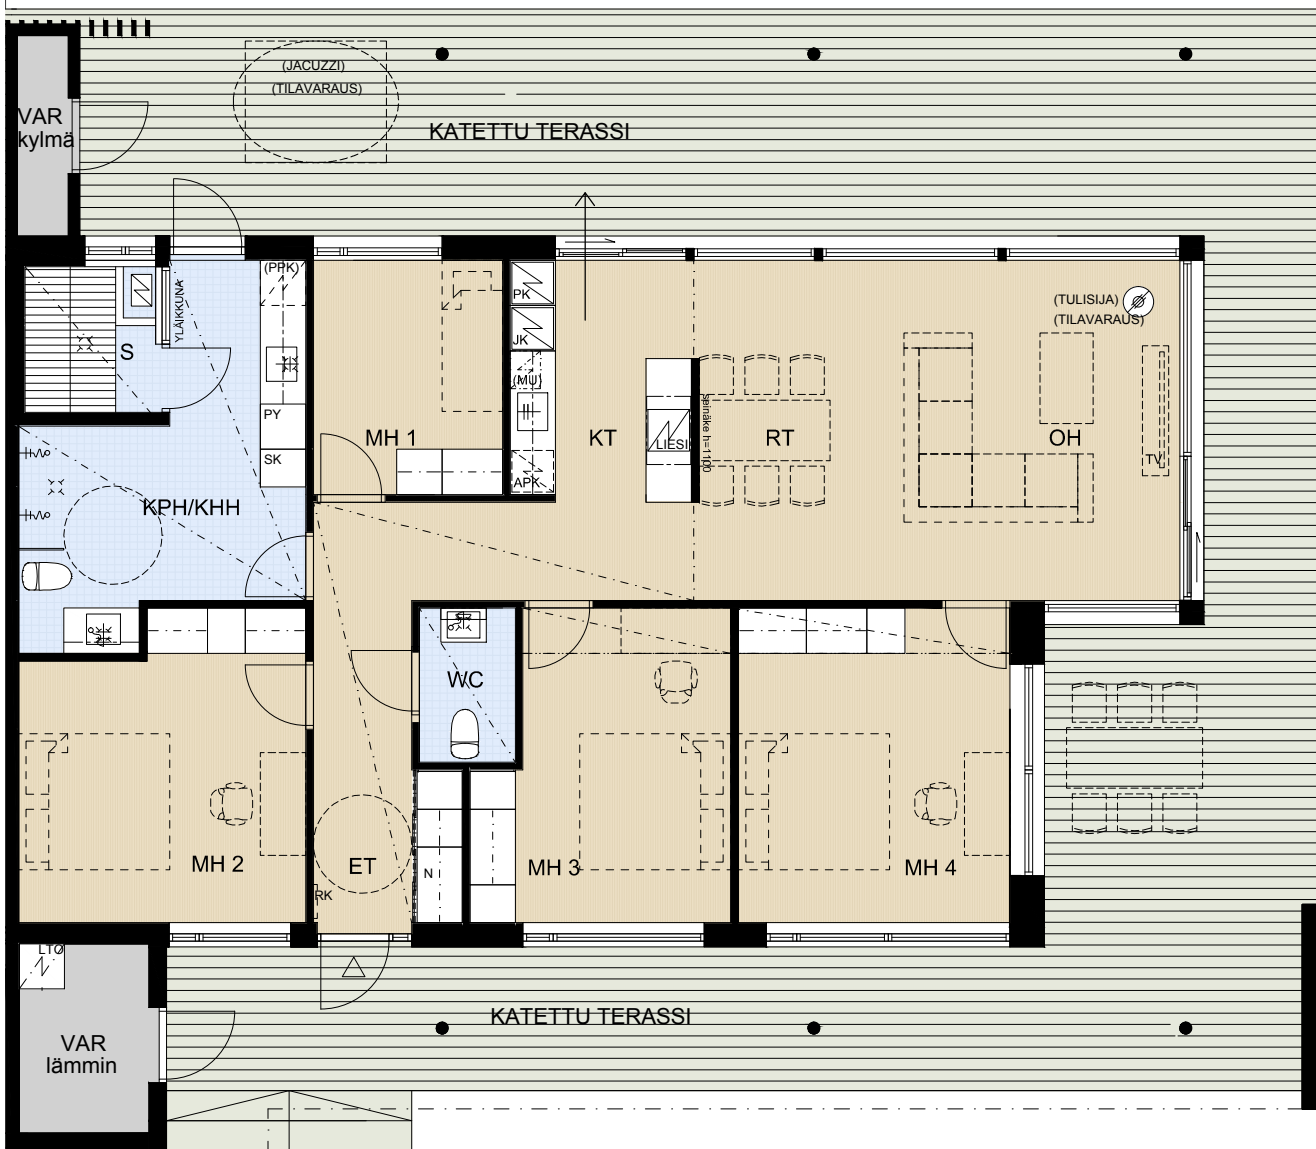 (JACUZZI)
(TILAVARAUS)
VAR
kylmä
KATETTU TERASSI
(PPK)
YLÄIKKUNA
PK
(TULISIJA)
(TILAVARAUS)
JK
S
(MU)
PY
seinäke h=1100
MH 1
KT
LIESI
RT
OH
SK
TV
APK
KPH/KHH
WC
MH 2
ET
N
MH 3
MH 4
RK
LTO
KATETTU TERASSI
VAR
lämmin